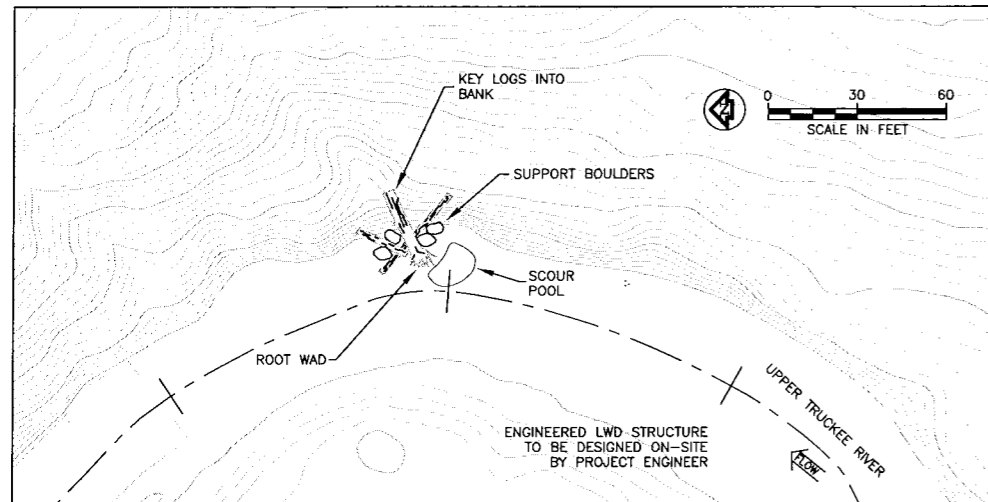 KEY LOGS INTO
BANK
Z
0 30 60
SCALE IN FEET
SUPPORT BOULDERS
SCOUR
POOL
ROOT WAD
UPPER TRUCKEE RIVER
ENGINEERED LWD STRUCTURE
TO BE DESIGNED ON-SITE
BY PROJECT ENGINEER
FLOW